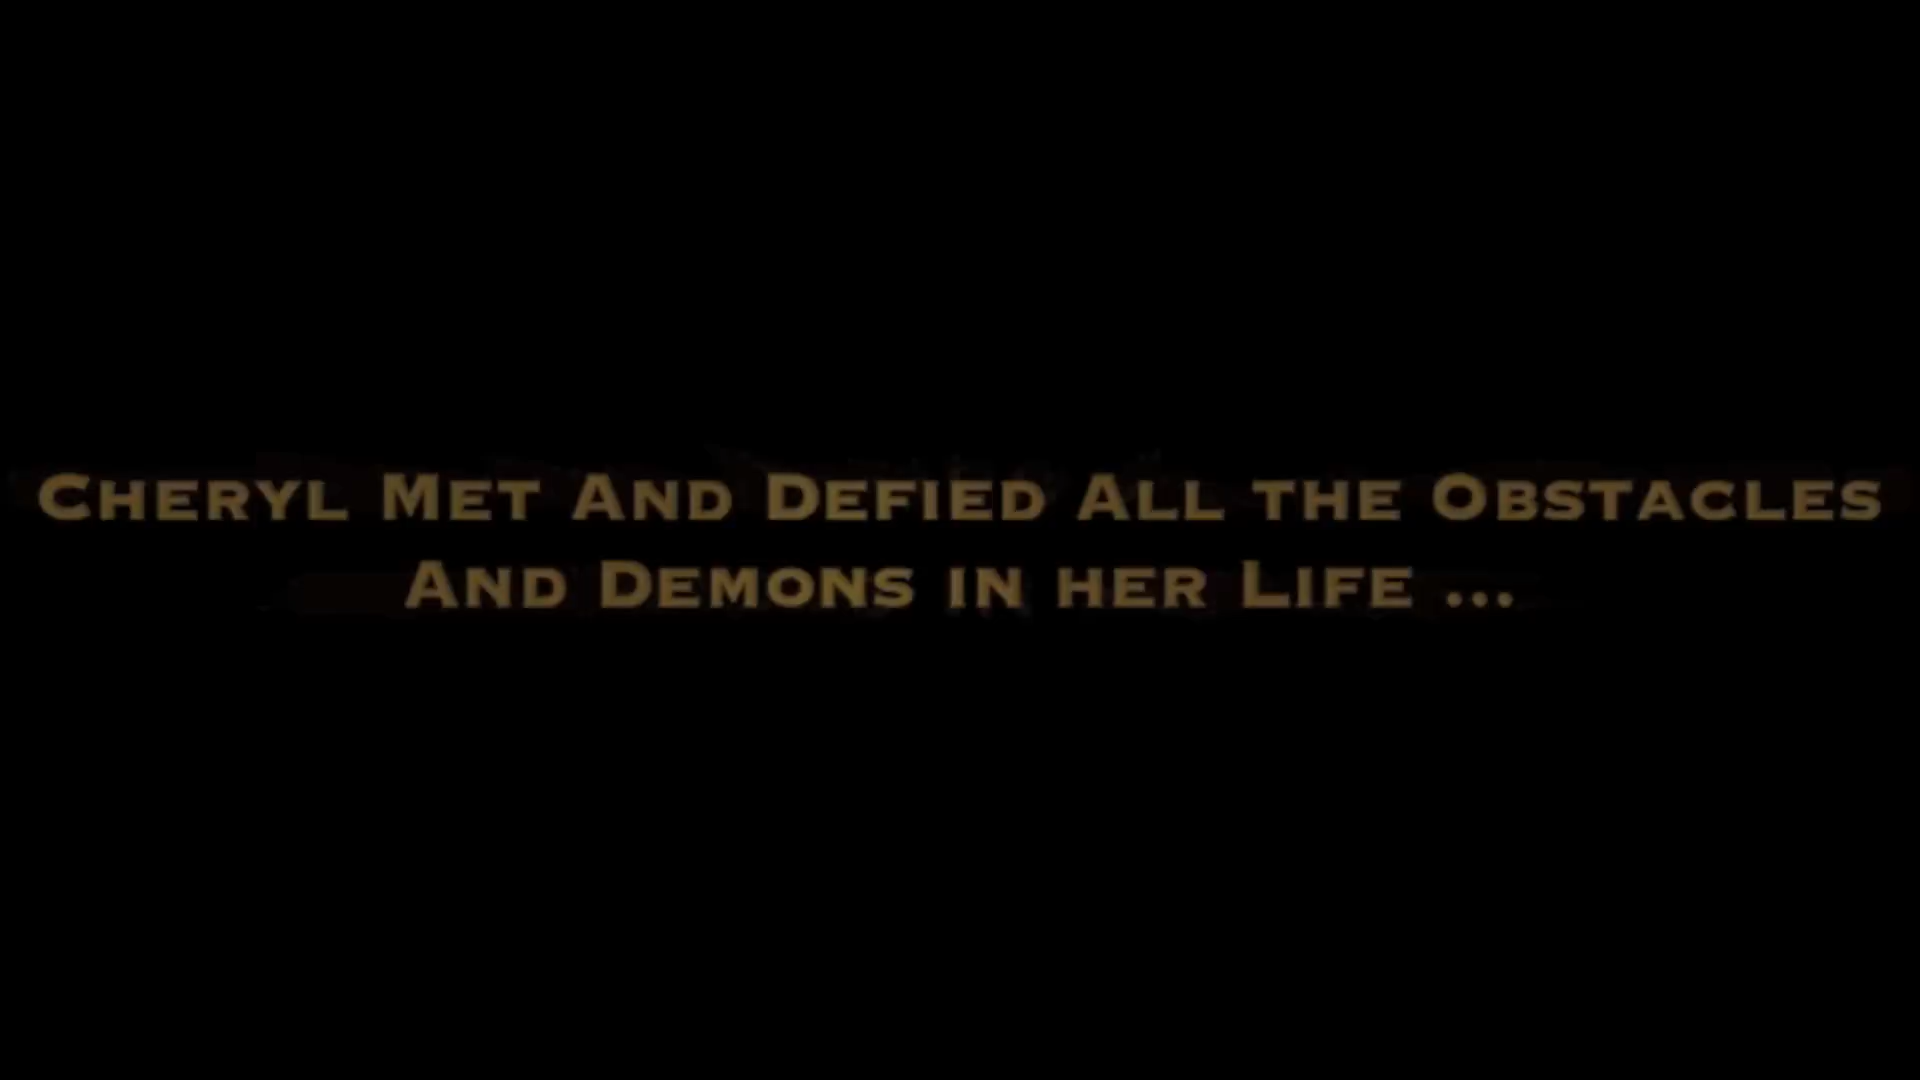 Cheryl Met And Defied All the Obstacles
And Demons in her Life ...